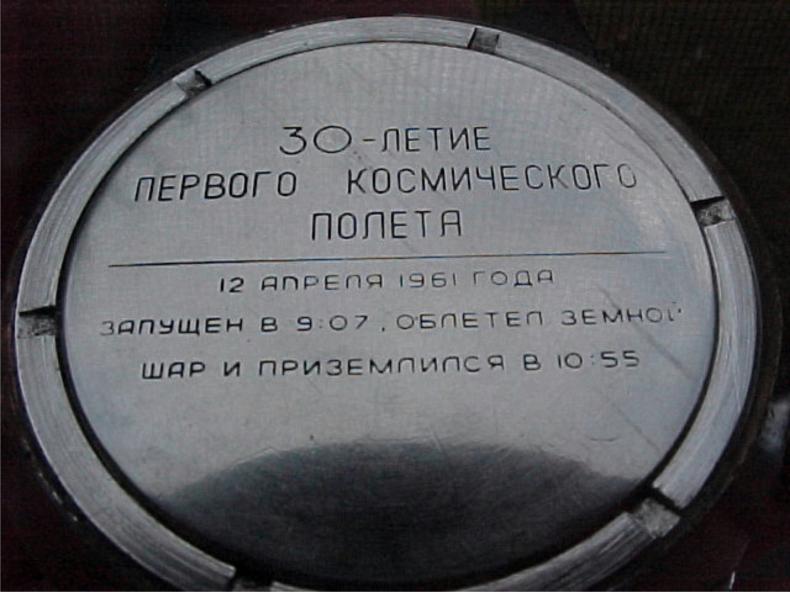 30-ЛЕТИЕ
ПЕРВОГО КОСМИЧЕСКОГО
ПОЛЕТА
12 АПРЕЛЯ 1961 ГОДА
ЗАПУЩЕН В 9:07, ОБЛЕТЕЛ ЗЕМНОЙ
ШАР И ПРИЗЕМЛИЛСЯ В 10:55